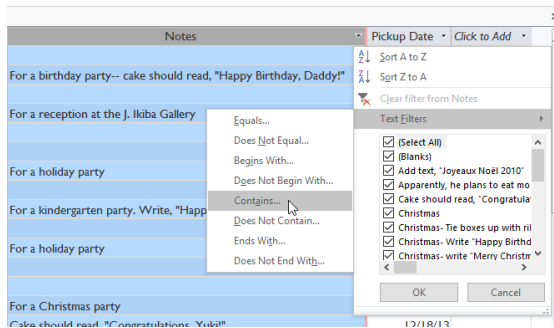 Notes Pickup Date Click to Add
For a birthday party-- cake should read, "Happy Birthday, Daddy!"
For a reception at the J. Ikiba Gallery
For a holiday party
For a kindergarten party. Write, "Happ
For a holiday party
For a Christmas party
Cake should read, "Congratulations, Yuki!"
12/18/13
Sort A to Z
Sort Z to A
Clear filter from Notes
Text Filters
(Select All)
(Blanks)
Add text, "Joyeaux Noël 2010"
Apparently, he plans to eat mo
Cake should read, "Congratula
Christmas
Christmas- Tie boxes up with ri
Christmas- Write "Happy Birthd
Christmas- write "Merry Christm
OK Cancel
Equals...
Does Not Equal...
Begins With...
Does Not Begin With...
Contains...
Does Not Contain...
Ends With...
Does Not End With...